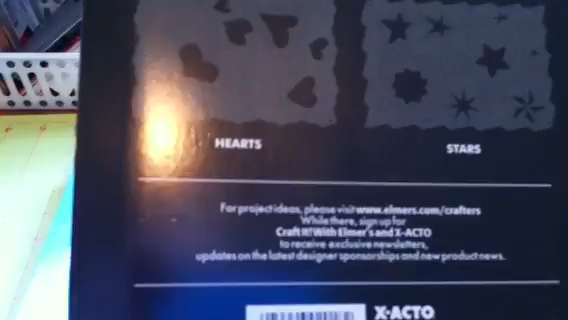 HEARTS STARS
For project ideas, please visit www.elmers.com/crafters
While there, sign up for
Craft It! With Elmer's and X-ACTO
to receive exclusive newsletters,
updates on the latest designer sponsorships and new product news.
X-ACTO